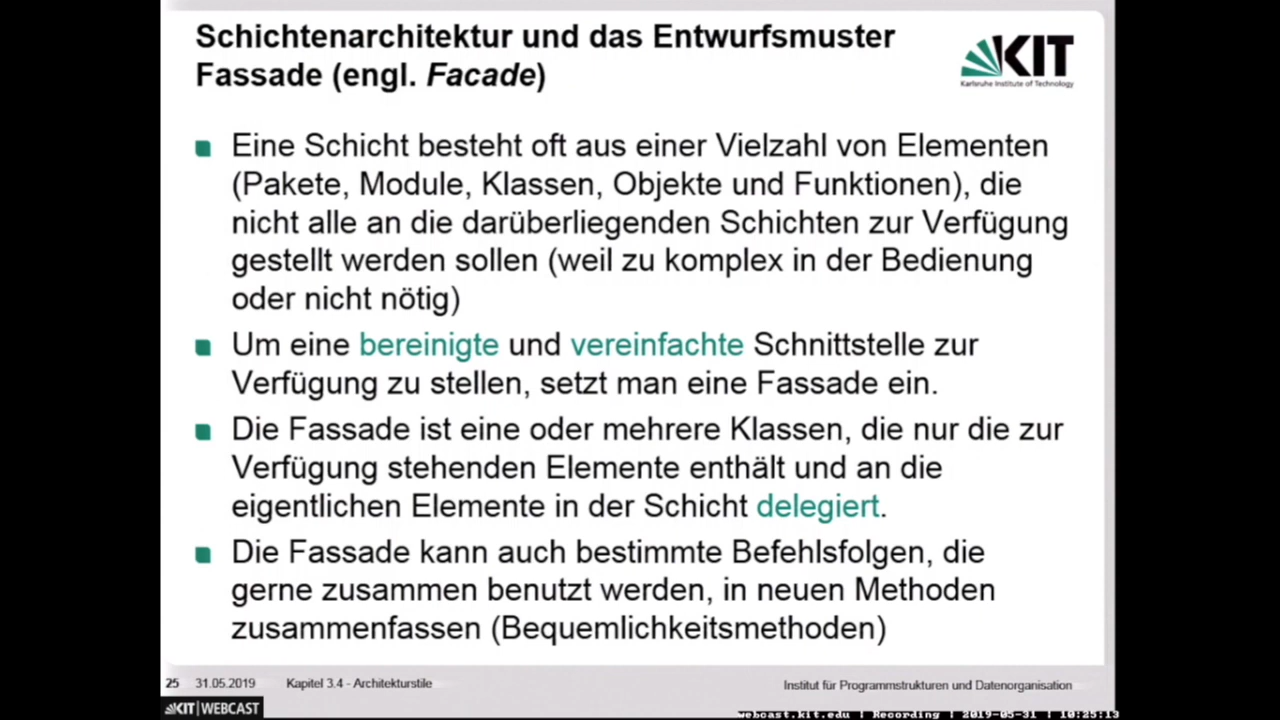 Schichtenarchitektur und das Entwurfsmuster
Fassade (engl. Facade)
KIT
Karlsruhe Institute of Technology
Eine Schicht besteht oft aus einer Vielzahl von Elementen
(Pakete, Module, Klassen, Objekte und Funktionen), die
nicht alle an die darüberliegenden Schichten zur Verfügung
gestellt werden sollen (weil zu komplex in der Bedienung
oder nicht nötig)
Um eine bereinigte und vereinfachte Schnittstelle zur
Verfügung zu stellen, setzt man eine Fassade ein.
Die Fassade ist eine oder mehrere Klassen, die nur die zur
Verfügung stehenden Elemente enthält und an die
eigentlichen Elemente in der Schicht delegiert.
Die Fassade kann auch bestimmte Befehlsfolgen, die
gerne zusammen benutzt werden, in neuen Methoden
zusammenfassen (Bequemlichkeitsmethoden)
25 31.05.2019 Kapitel 3.4 - Architekturstile Institut für Programmstrukturen und Datenorganisation
KIT | WEBCAST
webcast.kit.edu | Recording | 2019-05-31 | 10:25:13